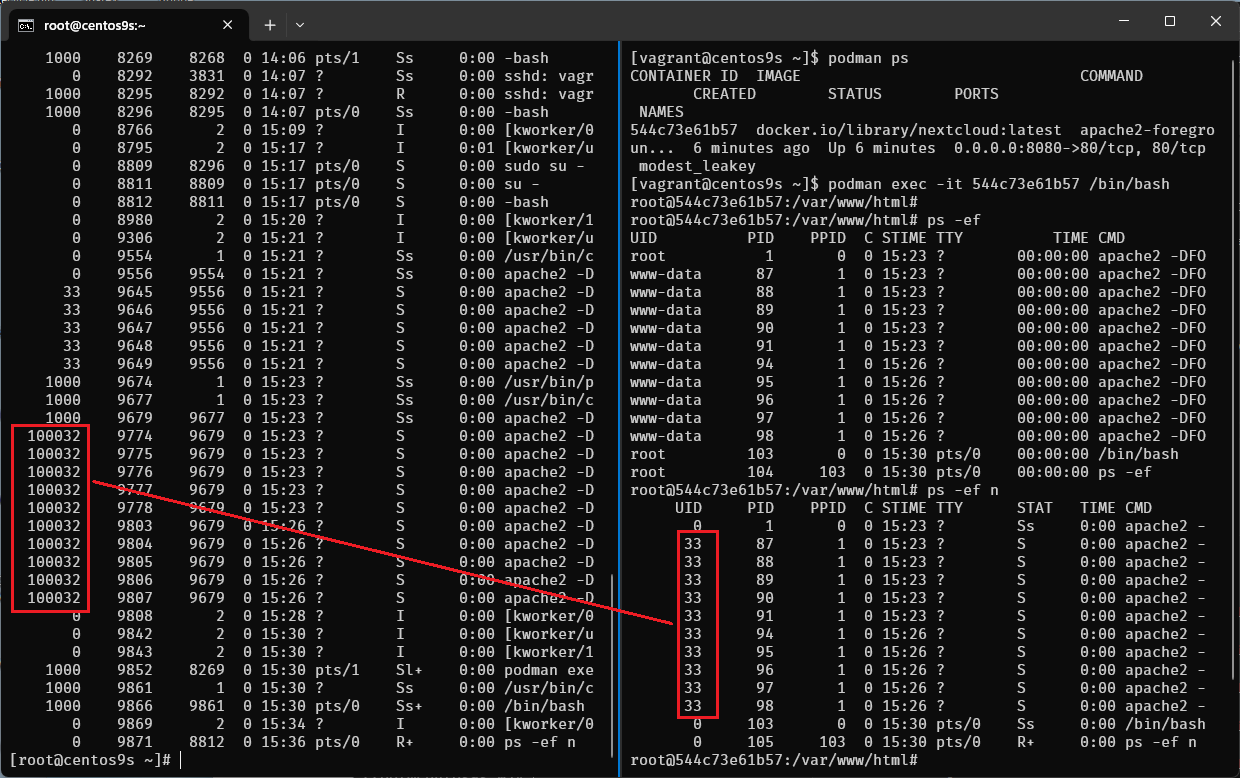 root@centos9s:~
1000 8269 8268 0 14:06 pts/1 Ss 0:00 -bash
0 8292 3831 0 14:07 ? Ss 0:00 sshd: vagr
1000 8295 8292 0 14:07 ? R 0:00 sshd: vagr
1000 8296 8295 0 14:07 pts/0 Ss 0:00 -bash
0 8766 2 0 15:09 ? I 0:00 [kworker/0
0 8795 2 0 15:17 ? I 0:01 [kworker/u
0 8809 8296 0 15:17 pts/0 S 0:00 sudo su -
0 8811 8809 0 15:17 pts/0 S 0:00 su -
0 8812 8811 0 15:17 pts/0 S 0:00 -bash
0 8980 2 0 15:20 ? I 0:00 [kworker/1
0 9306 2 0 15:21 ? I 0:00 [kworker/u
0 9554 1 0 15:21 ? Ss 0:00 /usr/bin/c
0 9556 9554 0 15:21 ? Ss 0:00 apache2 -D
33 9645 9556 0 15:21 ? S 0:00 apache2 -D
33 9646 9556 0 15:21 ? S 0:00 apache2 -D
33 9647 9556 0 15:21 ? S 0:00 apache2 -D
33 9648 9556 0 15:21 ? S 0:00 apache2 -D
33 9649 9556 0 15:21 ? S 0:00 apache2 -D
1000 9674 1 0 15:23 ? Ss 0:00 /usr/bin/p
1000 9677 1 0 15:23 ? Ss 0:00 /usr/bin/c
1000 9679 9677 0 15:23 ? Ss 0:00 apache2 -D
100032 9774 9679 0 15:23 ? S 0:00 apache2 -D
100032 9775 9679 0 15:23 ? S 0:00 apache2 -D
100032 9776 9679 0 15:23 ? S 0:00 apache2 -D
100032 9777 9679 0 15:23 ? S 0:00 apache2 -D
100032 9778 9679 0 15:23 ? S 0:00 apache2 -D
100032 9803 9679 0 15:26 ? S 0:00 apache2 -D
100032 9804 9679 0 15:26 ? S 0:00 apache2 -D
100032 9805 9679 0 15:26 ? S 0:00 apache2 -D
100032 9806 9679 0 15:26 ? S 0:00 apache2 -D
100032 9807 9679 0 15:26 ? S 0:00 apache2 -D
0 9808 2 0 15:28 ? I 0:00 [kworker/0
0 9842 2 0 15:30 ? I 0:00 [kworker/u
0 9843 2 0 15:30 ? I 0:00 [kworker/1
1000 9852 8269 0 15:30 pts/1 Sl+ 0:00 podman exe
1000 9861 1 0 15:30 ? Ss 0:00 /usr/bin/c
1000 9866 9861 0 15:30 pts/0 Ss+ 0:00 /bin/bash
0 9869 2 0 15:34 ? I 0:00 [kworker/0
0 9871 8812 0 15:36 pts/0 R+ 0:00 ps -ef n
[root@centos9s ~]#
[vagrant@centos9s ~]$ podman ps
CONTAINER ID IMAGE COMMAND
CREATED STATUS PORTS
NAMES
544c73e61b57 docker.io/library/nextcloud:latest apache2-foregro
un... 6 minutes ago Up 6 minutes 0.0.0.0:8080->80/tcp, 80/tcp
modest_leakey
[vagrant@centos9s ~]$ podman exec -it 544c73e61b57 /bin/bash
root@544c73e61b57:/var/www/html#
root@544c73e61b57:/var/www/html# ps -ef
UID PID PPID C STIME TTY TIME CMD
root 1 0 0 15:23 ? 00:00:00 apache2 -DFO
www-data 87 1 0 15:23 ? 00:00:00 apache2 -DFO
www-data 88 1 0 15:23 ? 00:00:00 apache2 -DFO
www-data 89 1 0 15:23 ? 00:00:00 apache2 -DFO
www-data 90 1 0 15:23 ? 00:00:00 apache2 -DFO
www-data 91 1 0 15:23 ? 00:00:00 apache2 -DFO
www-data 94 1 0 15:26 ? 00:00:00 apache2 -DFO
www-data 95 1 0 15:26 ? 00:00:00 apache2 -DFO
www-data 96 1 0 15:26 ? 00:00:00 apache2 -DFO
www-data 97 1 0 15:26 ? 00:00:00 apache2 -DFO
www-data 98 1 0 15:26 ? 00:00:00 apache2 -DFO
root 103 0 0 15:30 pts/0 00:00:00 /bin/bash
root 104 103 0 15:30 pts/0 00:00:00 ps -ef
root@544c73e61b57:/var/www/html# ps -ef n
UID PID PPID C STIME TTY STAT TIME CMD
0 1 0 0 15:23 ? Ss 0:00 apache2 -
33 87 1 0 15:23 ? S 0:00 apache2 -
33 88 1 0 15:23 ? S 0:00 apache2 -
33 89 1 0 15:23 ? S 0:00 apache2 -
33 90 1 0 15:23 ? S 0:00 apache2 -
33 91 1 0 15:23 ? S 0:00 apache2 -
33 94 1 0 15:26 ? S 0:00 apache2 -
33 95 1 0 15:26 ? S 0:00 apache2 -
33 96 1 0 15:26 ? S 0:00 apache2 -
33 97 1 0 15:26 ? S 0:00 apache2 -
33 98 1 0 15:26 ? S 0:00 apache2 -
0 103 0 0 15:30 pts/0 Ss 0:00 /bin/bash
0 105 103 0 15:30 pts/0 R+ 0:00 ps -ef n
root@544c73e61b57:/var/www/html#